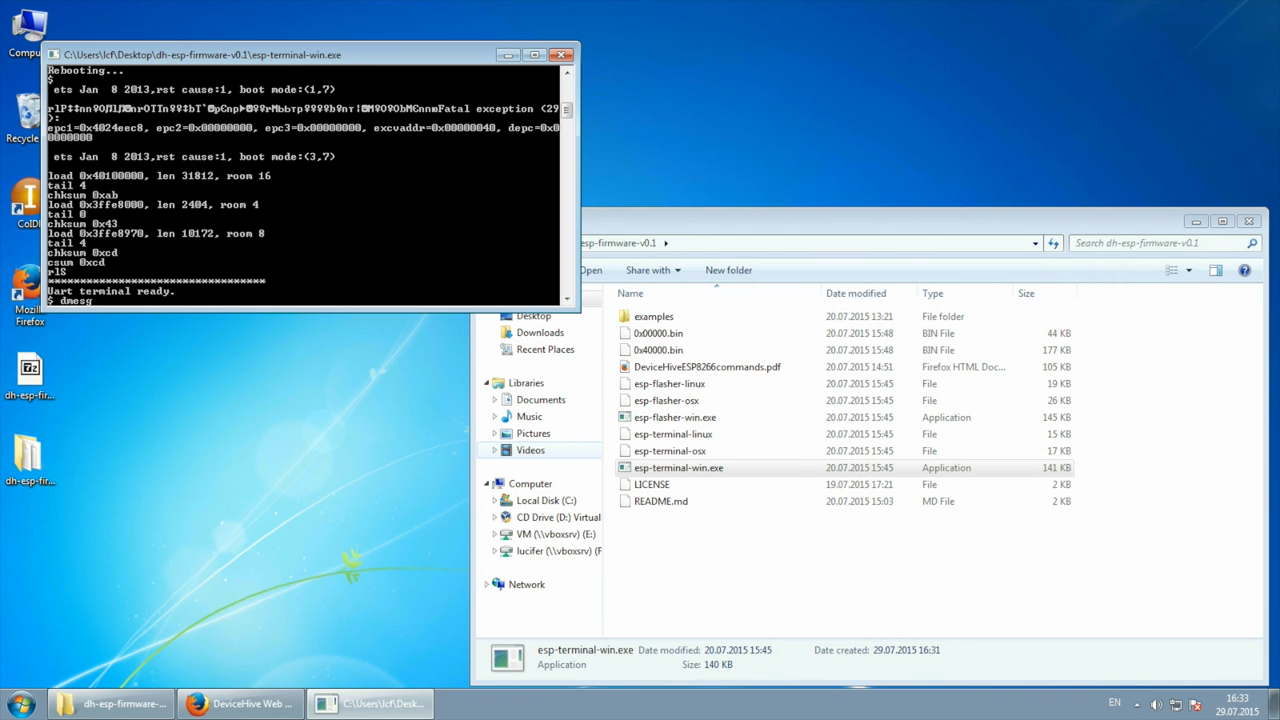 Comput
Recycle
CoIDE
Mozil
Firefox
dh-esp-fir...
dh-esp-fir...
C:\Users\lcf\Desktop\dh-esp-firmware-v0.1\esp-terminal-win.exe
Rebooting...
$
ets Jan  8 2013,rst cause:1, boot mode:(1,7)
Fatal exception (29
):
epc1=0x4024eec8, epc2=0x00000000, epc3=0x00000000, excvaddr=0x00000040, depc=0x0
0000000
ets Jan  8 2013,rst cause:1, boot mode:(3,7)
load 0x40100000, len 31812, room 16
tail 4
chksum 0xab
load 0x3ffe8000, len 2404, room 4
tail 0
chksum 0x43
load 0x3ffe8970, len 10172, room 8
tail 4
chksum 0xcd
csum 0xcd
rlS
***********************************
Uart terminal ready.
$ dmesg
esp-firmware-v0.1
Search dh-esp-firmware-v0.1
Open Share with New folder
Desktop
Downloads
Recent Places
Libraries
Documents
Music
Pictures
Videos
Computer
Local Disk (C:)
CD Drive (D:) Virtual
VM (\\vboxsrv) (E:)
lucifer (\\vboxsrv) (F
Network
Name Date modified Type Size
examples 20.07.2015 13:21 File folder
0x00000.bin 20.07.2015 15:48 BIN File 44 KB
0x40000.bin 20.07.2015 15:48 BIN File 177 KB
DeviceHiveESP8266commands.pdf 20.07.2015 14:51 Firefox HTML Doc... 105 KB
esp-flasher-linux 20.07.2015 15:45 File 19 KB
esp-flasher-osx 20.07.2015 15:45 File 26 KB
esp-flasher-win.exe 20.07.2015 15:45 Application 145 KB
esp-terminal-linux 20.07.2015 15:45 File 15 KB
esp-terminal-osx 20.07.2015 15:45 File 17 KB
esp-terminal-win.exe 20.07.2015 15:45 Application 141 KB
LICENSE 19.07.2015 17:21 File 2 KB
README.md 20.07.2015 15:03 MD File 2 KB
esp-terminal-win.exe Date modified: 20.07.2015 15:45 Date created: 29.07.2015 16:31
Application Size: 140 KB
dh-esp-firmware-... DeviceHive Web ... C:\Users\lcf\Desk... EN 16:33
29.07.2015